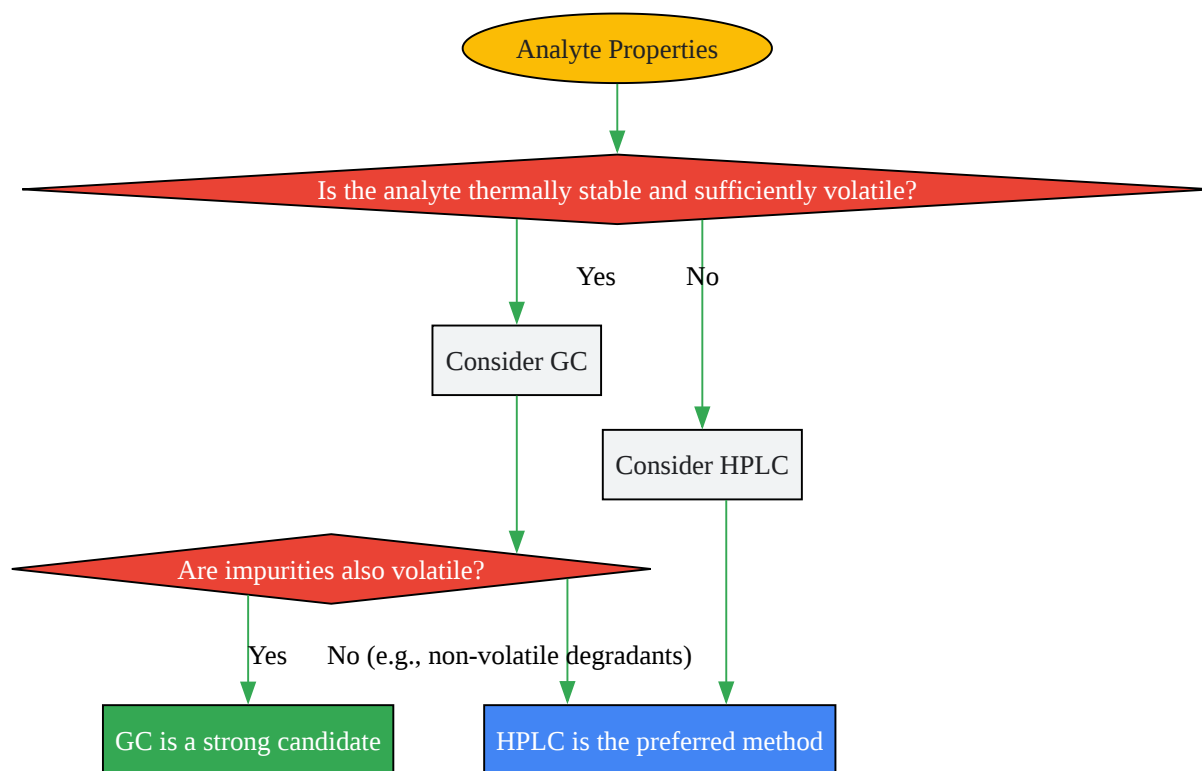 Analyte Properties
Is the analyte thermally stable and sufficiently volatile?
Yes
No
Consider GC
Consider HPLC
Are impurities also volatile?
Yes
No (e.g., non-volatile degradants)
GC is a strong candidate
HPLC is the preferred method